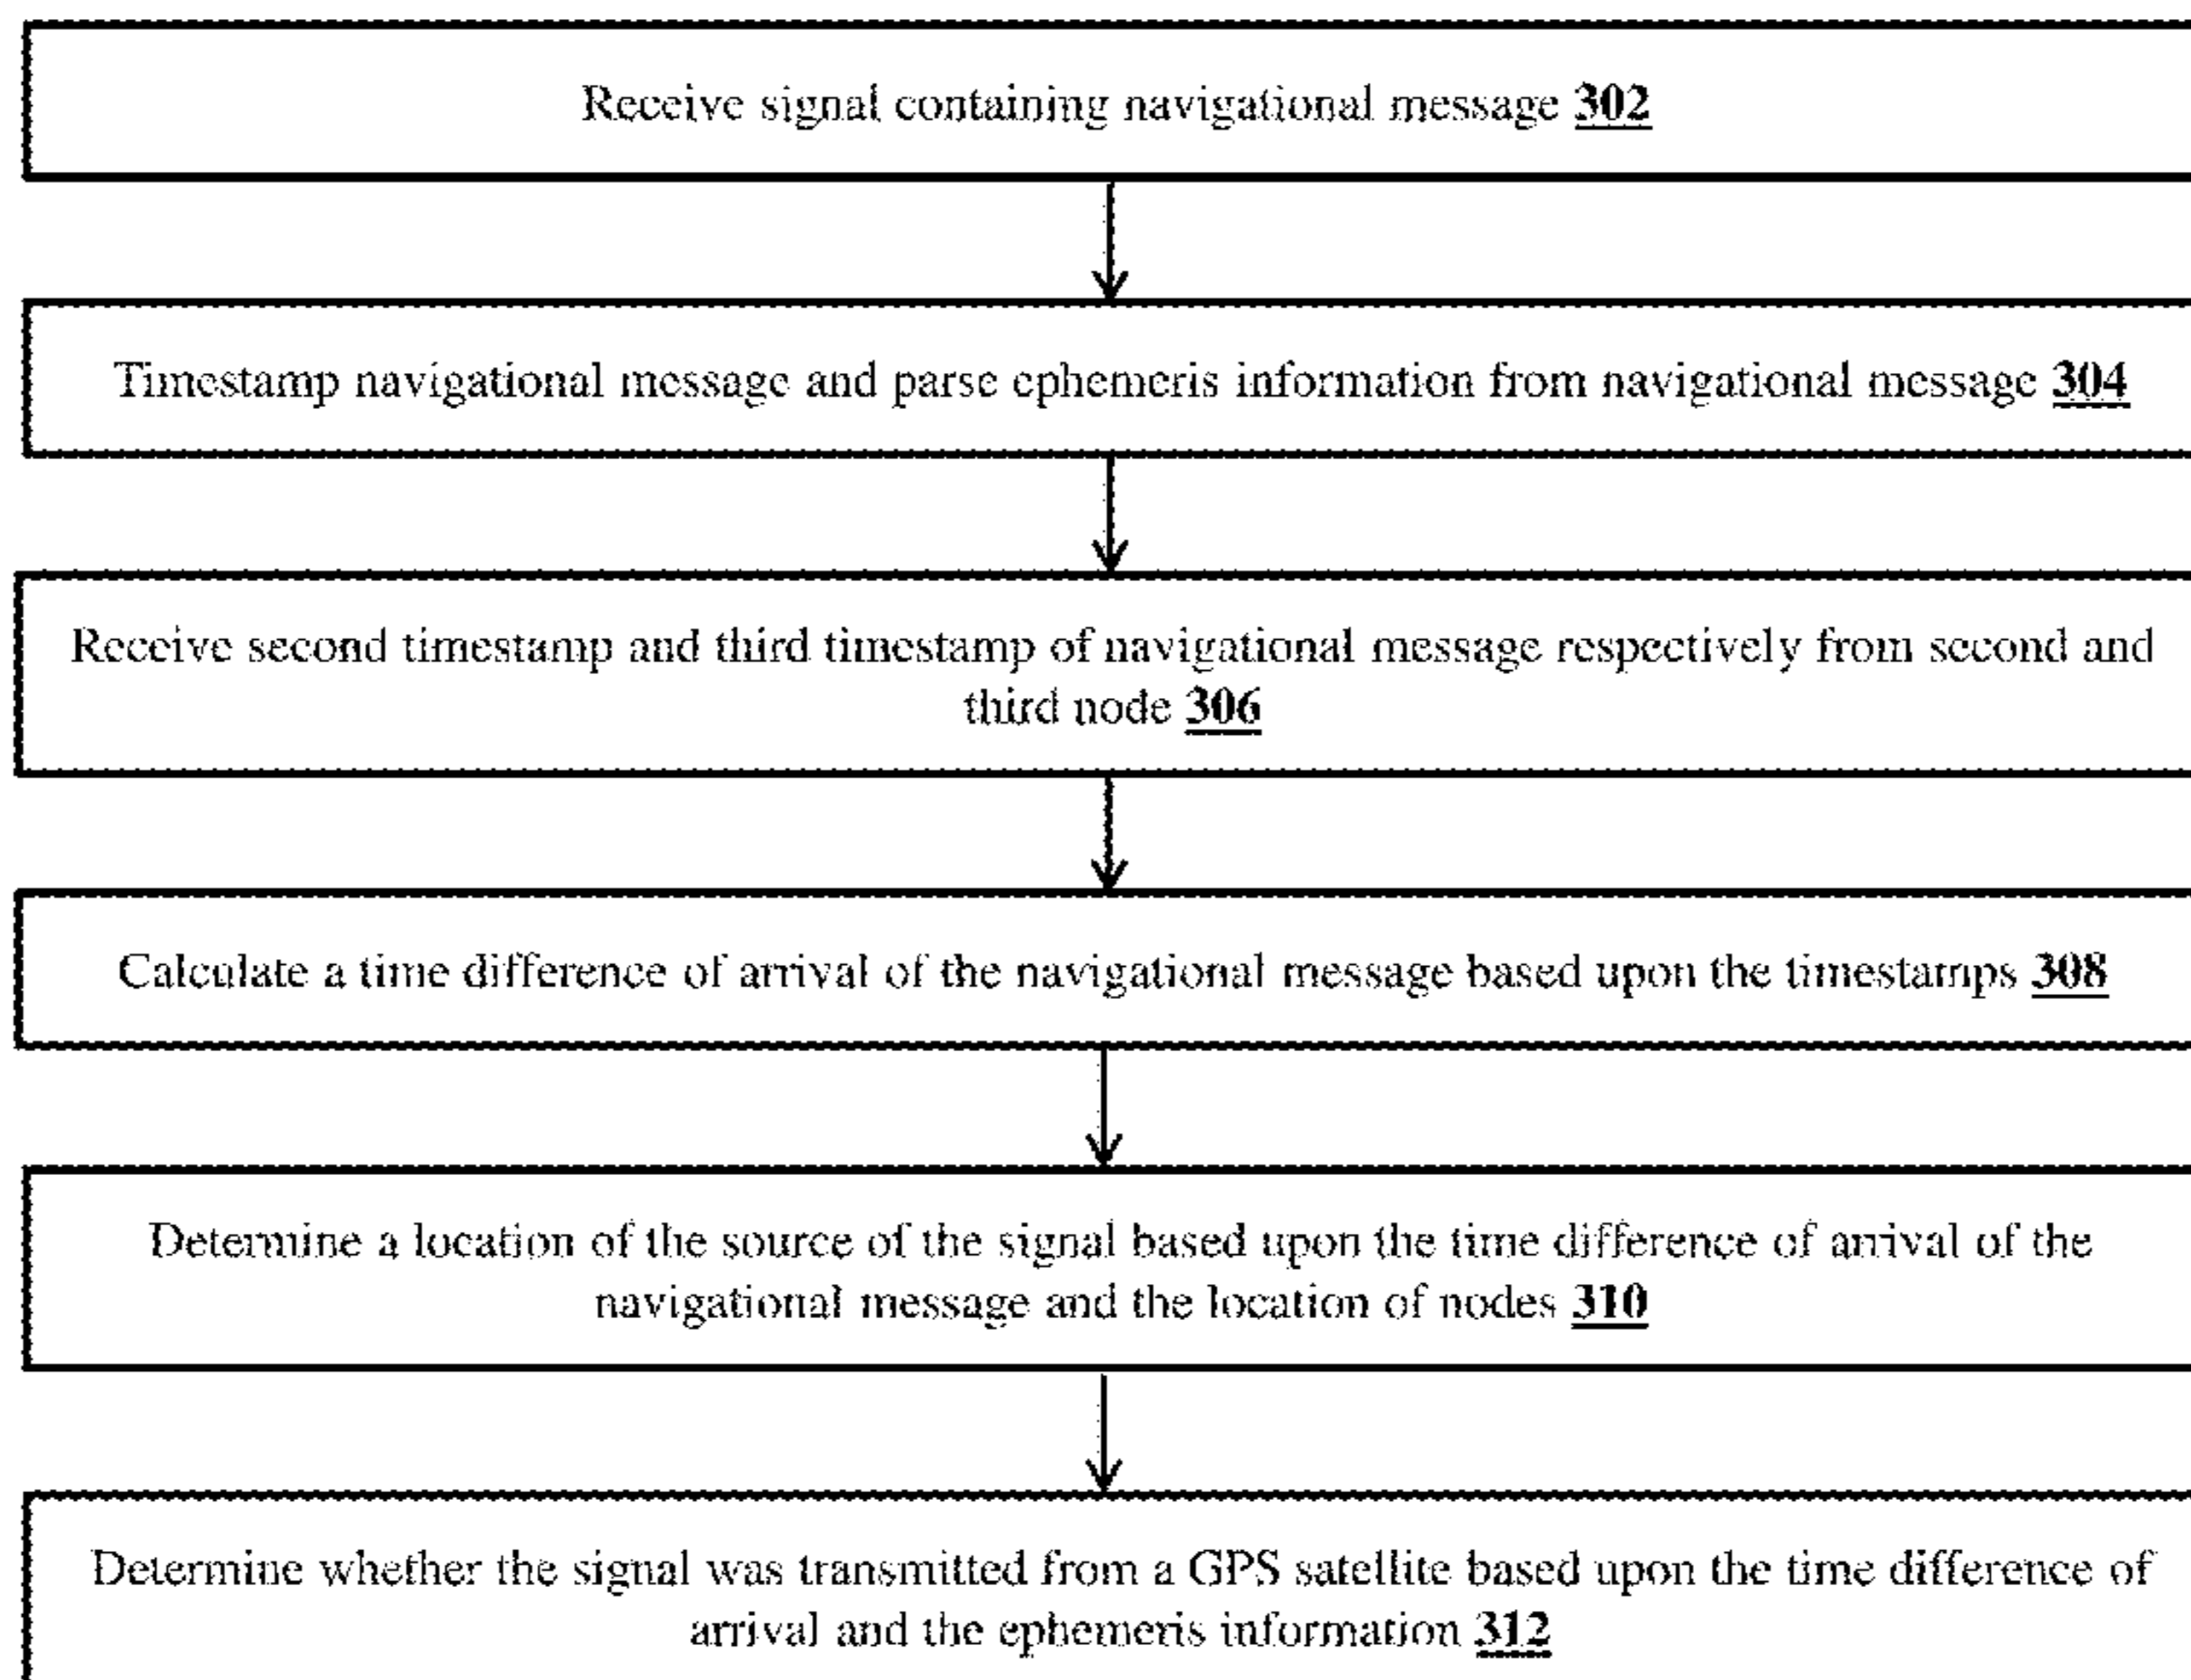 Receive signal containing navigational message 302
Timestamp navigational message and parse ephemeris information from navigational message 304
Receive second timestamp and third timestamp of navigational message respectively from second and
third node 306
Calculate a time difference of arrival of the navigational message based upon the timestamps 308
Determine a location of the source of the signal based upon the time difference of arrival of the
navigational message and the location of nodes 310
Determine whether the signal was transmitted from a GPS satellite based upon the time difference of
arrival and the ephemeris information 312